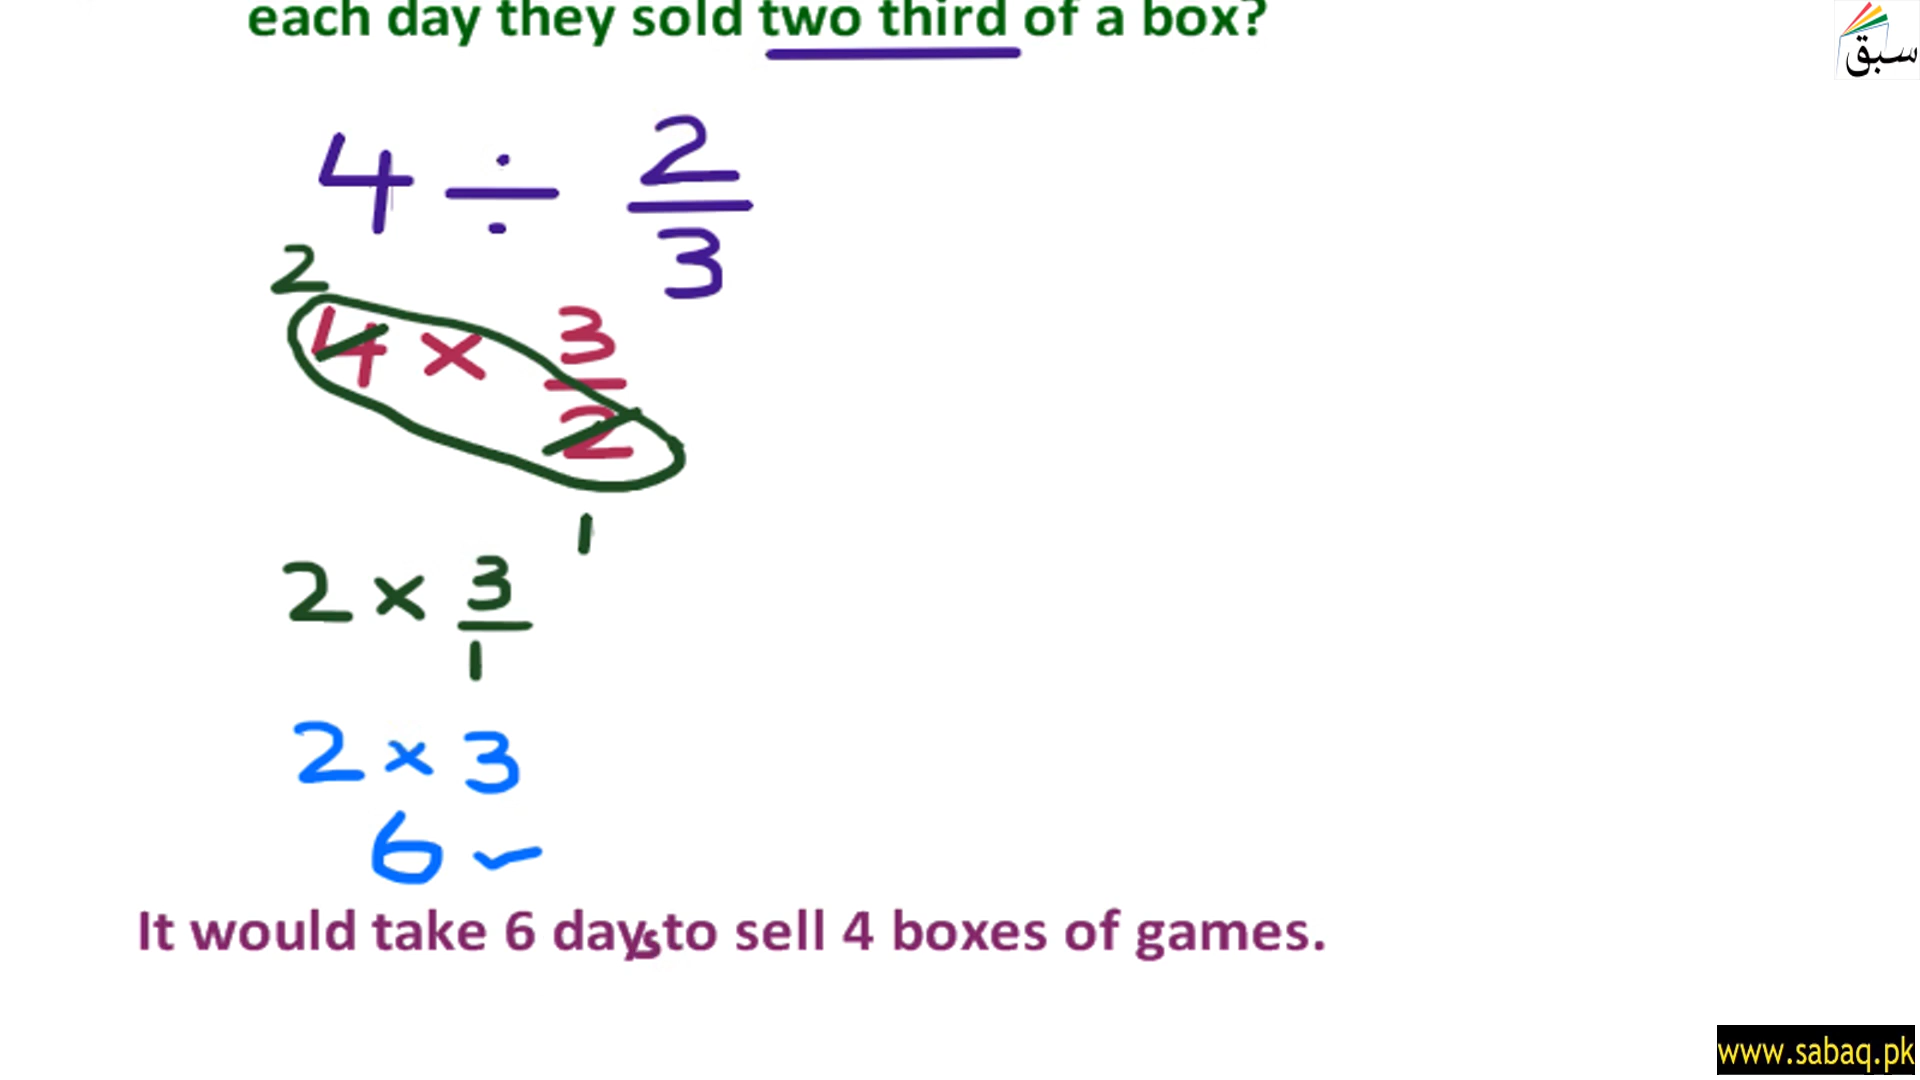 each day they sold two third of a box?
سبق
4 ÷ 2/3
2
4 × 3/2
1
2 × 3/1
2 × 3
6
It would take 6 days to sell 4 boxes of games.
www.sabaq.pk